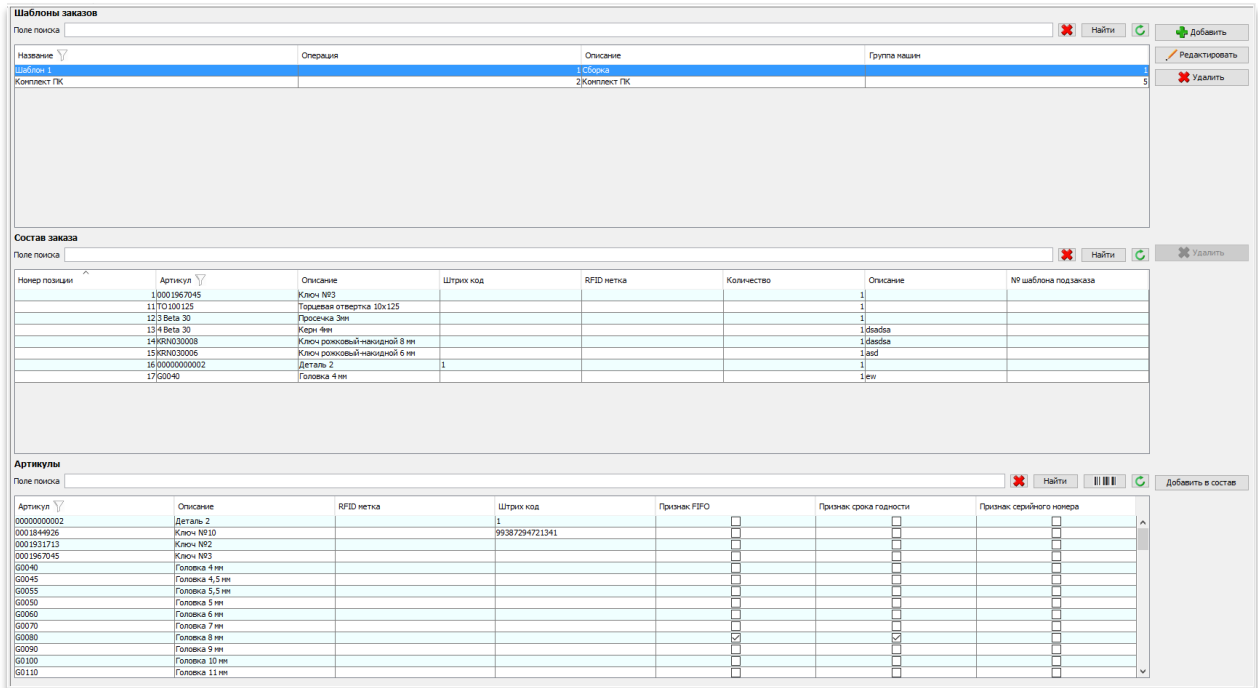 Шаблоны заказов
Поле поиска Найти Добавить
Название Операция Описание Группа машин Редактировать
Шаблон 1 1 Сборка 1
Удалить
Комплект ПК 2 Комплект ПК 5
Состав заказа
Поле поиска Найти Удалить
Номер позиции Артикул Описание Штрих код RFID метка Количество Описание № шаблона подзаказа
1 0001967045 Ключ №3 1
11 TO100125 Торцевая отвертка 10x125 1
12 3 Beta 30 Просечка 3мм 1
13 4 Beta 30 Керн 4мм 1 dsadsa
14 KRN030008 Ключ рожковый-накидной 8 мм 1 dasdsa
15 KRN030006 Ключ рожковый-накидной 6 мм 1 asd
16 00000000002 Деталь 2 1 1
17 G0040 Головка 4 мм 1 ew
Артикулы
Поле поиска Найти Добавить в состав
Артикул Описание RFID метка Штрих код Признак FIFO Признак срока годности Признак серийного номера
00000000002 Деталь 2 1
0001844926 Ключ №10 99387294721341
0001931713 Ключ №2
0001967045 Ключ №3
G0040 Головка 4 мм
G0045 Головка 4,5 мм
G0055 Головка 5,5 мм
G0050 Головка 5 мм
G0060 Головка 6 мм
G0070 Головка 7 мм
G0080 Головка 8 мм
G0090 Головка 9 мм
G0100 Головка 10 мм
G0110 Головка 11 мм